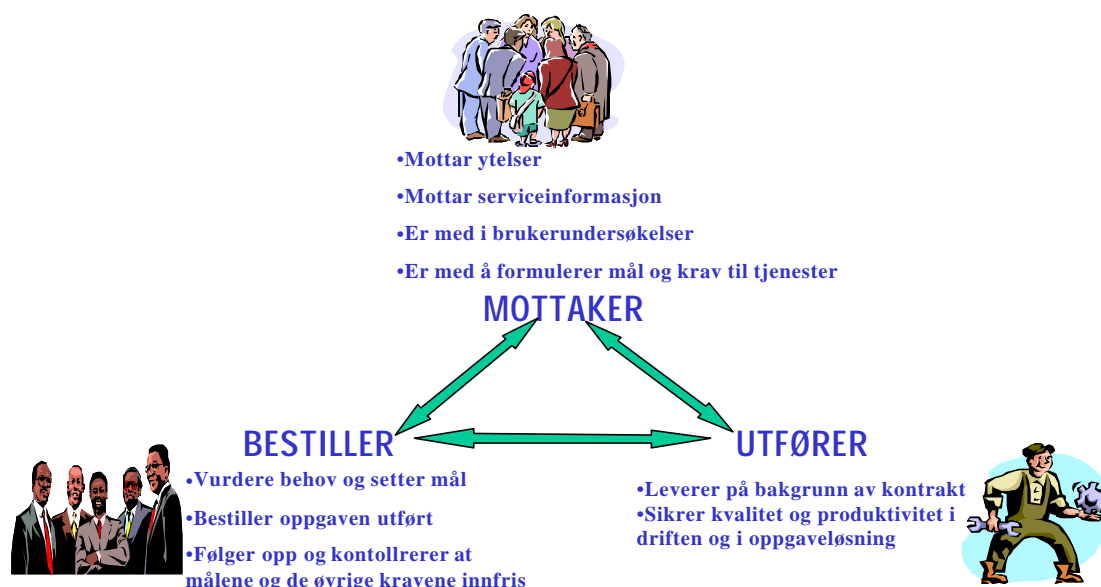 •Mottar ytelser
•Mottar serviceinformasjon
•Er med i brukerundersøkelser
•Er med å formulerer mål og krav til tjenester
MOTTAKER
BESTILLER
•Vurdere behov og setter mål
•Bestiller oppgaven utført
•Følger opp og kontollrerer at
målene og de øvrige kravene innfris
UTFØRER
•Leverer på bakgrunn av kontrakt
•Sikrer kvalitet og produktivitet i
driften og i oppgaveløsning